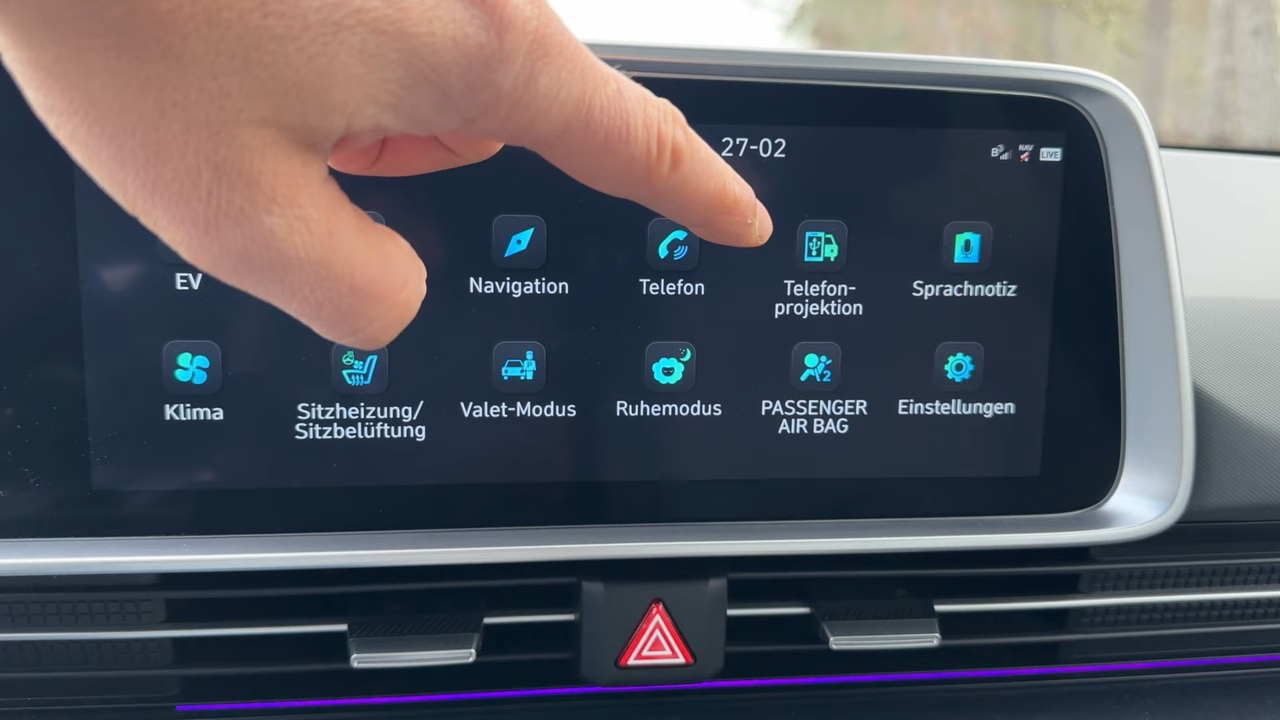 27-02
NAV
LIVE
EV
Navigation
Telefon
Telefon-
projektion
Sprachnotiz
Klima
Sitzheizung/
Sitzbelüftung
Valet-Modus
Ruhemodus
PASSENGER
AIR BAG
Einstellungen